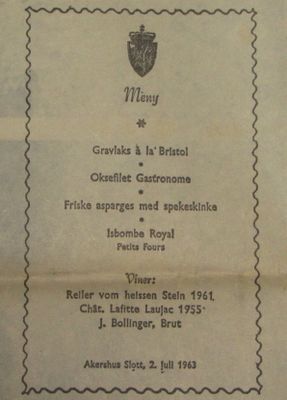 Meny
*
Gravlaks à la' Bristol
*
Oksefilet Gastronome
*
Friske asparges med spekeskinke
*
Isbombe Royal
Petits Fours
Viner:
Reiler vom heissen Stein 1961,
Chât. Lafitte Laujac 1955
J. Bollinger, Brut
Akershus Slott, 2. juli 1963